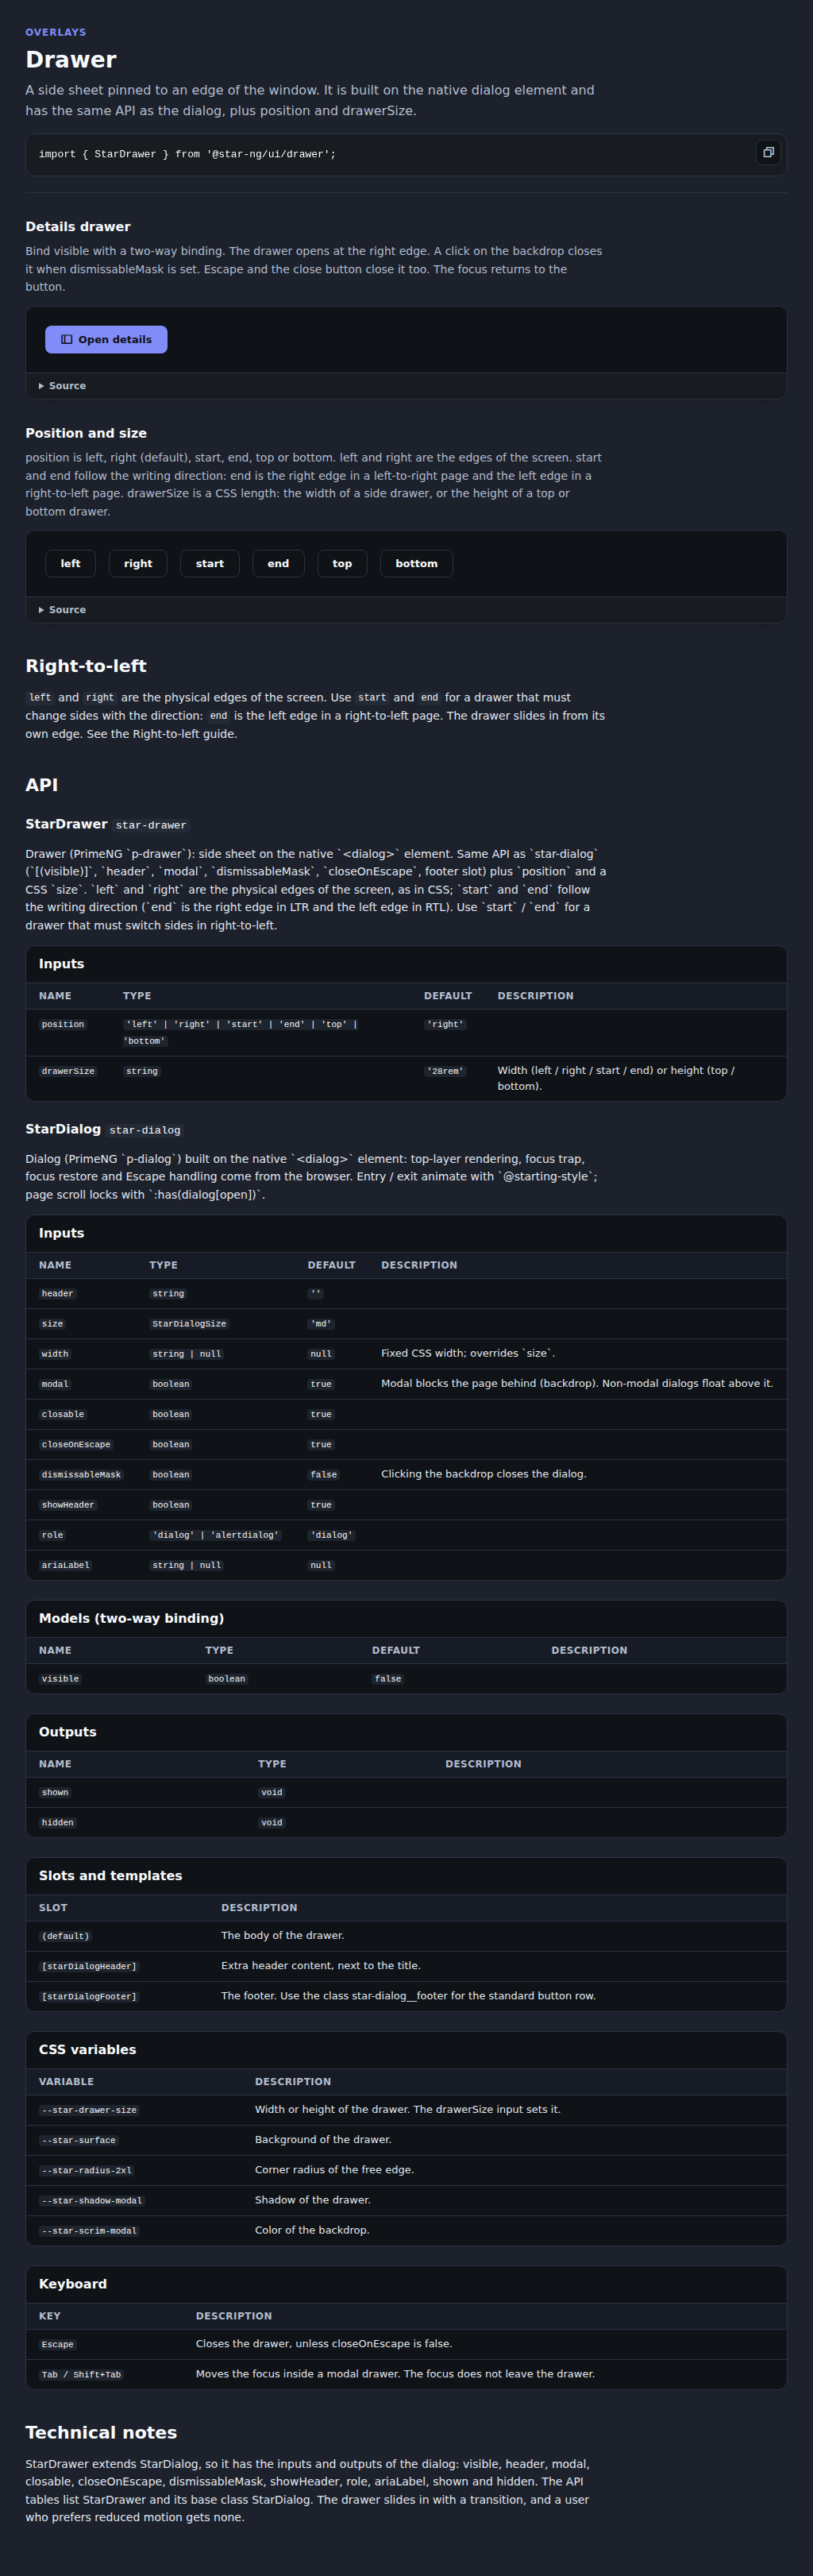 OVERLAYS
Drawer
A side sheet pinned to an edge of the window. It is built on the native dialog element and
has the same API as the dialog, plus position and drawerSize.
import { StarDrawer } from '@star-ng/ui/drawer';
Details drawer
Bind visible with a two-way binding. The drawer opens at the right edge. A click on the backdrop closes
it when dismissableMask is set. Escape and the close button close it too. The focus returns to the
button.
Open details
Source
Position and size
position is left, right (default), start, end, top or bottom. left and right are the edges of the screen. start
and end follow the writing direction: end is the right edge in a left-to-right page and the left edge in a
right-to-left page. drawerSize is a CSS length: the width of a side drawer, or the height of a top or
bottom drawer.
left right start end top bottom
Source
Right-to-left
left and right are the physical edges of the screen. Use start and end for a drawer that must
change sides with the direction: end is the left edge in a right-to-left page. The drawer slides in from its
own edge. See the Right-to-left guide.
API
StarDrawer star-drawer
Drawer (PrimeNG `p-drawer`): side sheet on the native `<dialog>` element. Same API as `star-dialog`
(`[(visible)]`, `header`, `modal`, `dismissableMask`, `closeOnEscape`, footer slot) plus `position` and a
CSS `size`. `left` and `right` are the physical edges of the screen, as in CSS; `start` and `end` follow
the writing direction (`end` is the right edge in LTR and the left edge in RTL). Use `start` / `end` for a
drawer that must switch sides in right-to-left.
Inputs
NAME TYPE DEFAULT DESCRIPTION
position 'left' | 'right' | 'start' | 'end' | 'top' | 'right'
'bottom'
drawerSize string '28rem' Width (left / right / start / end) or height (top /
bottom).
StarDialog star-dialog
Dialog (PrimeNG `p-dialog`) built on the native `<dialog>` element: top-layer rendering, focus trap,
focus restore and Escape handling come from the browser. Entry / exit animate with `@starting-style`;
page scroll locks with `:has(dialog[open])`.
Inputs
NAME TYPE DEFAULT DESCRIPTION
header string ''
size StarDialogSize 'md'
width string | null null Fixed CSS width; overrides `size`.
modal boolean true Modal blocks the page behind (backdrop). Non-modal dialogs float above it.
closable boolean true
closeOnEscape boolean true
dismissableMask boolean false Clicking the backdrop closes the dialog.
showHeader boolean true
role 'dialog' | 'alertdialog' 'dialog'
ariaLabel string | null null
Models (two-way binding)
NAME TYPE DEFAULT DESCRIPTION
visible boolean false
Outputs
NAME TYPE DESCRIPTION
shown void
hidden void
Slots and templates
SLOT DESCRIPTION
(default) The body of the drawer.
[starDialogHeader] Extra header content, next to the title.
[starDialogFooter] The footer. Use the class star-dialog__footer for the standard button row.
CSS variables
VARIABLE DESCRIPTION
--star-drawer-size Width or height of the drawer. The drawerSize input sets it.
--star-surface Background of the drawer.
--star-radius-2xl Corner radius of the free edge.
--star-shadow-modal Shadow of the drawer.
--star-scrim-modal Color of the backdrop.
Keyboard
KEY DESCRIPTION
Escape Closes the drawer, unless closeOnEscape is false.
Tab / Shift+Tab Moves the focus inside a modal drawer. The focus does not leave the drawer.
Technical notes
StarDrawer extends StarDialog, so it has the inputs and outputs of the dialog: visible, header, modal,
closable, closeOnEscape, dismissableMask, showHeader, role, ariaLabel, shown and hidden. The API
tables list StarDrawer and its base class StarDialog. The drawer slides in with a transition, and a user
who prefers reduced motion gets none.